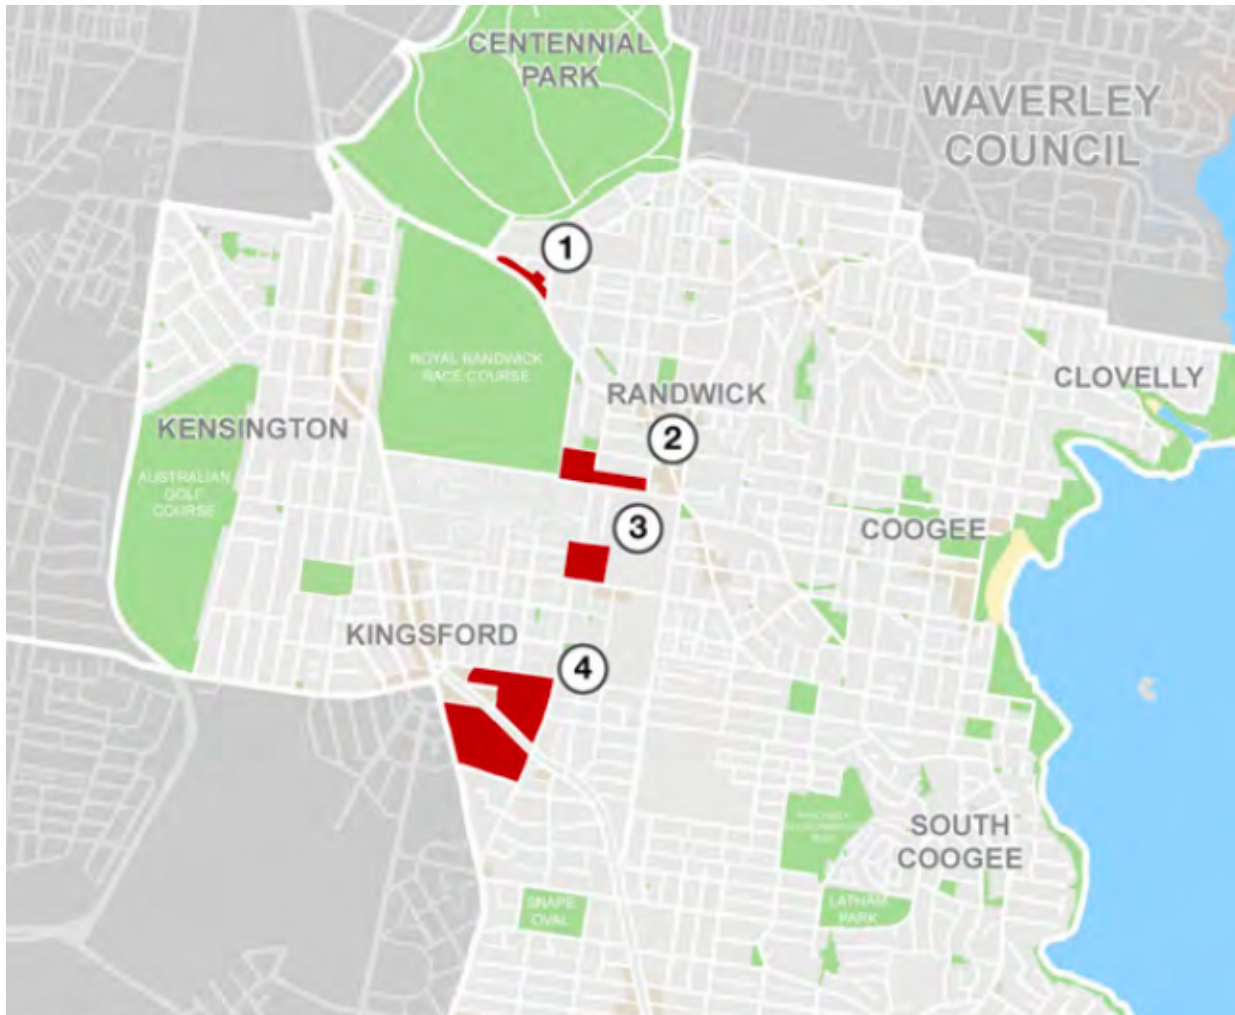 CENTENNIAL
PARK
WAVERLEY
COUNCIL
1
ROYAL RANDWICK
RACE COURSE
CLOVELLY
RANDWICK
KENSINGTON
2
AUSTRALIAN
GOLF
COURSE
3
COOGEE
KINGSFORD
4
SOUTH
COOGEE
SNAPE
OVAL
LATHAM
PARK